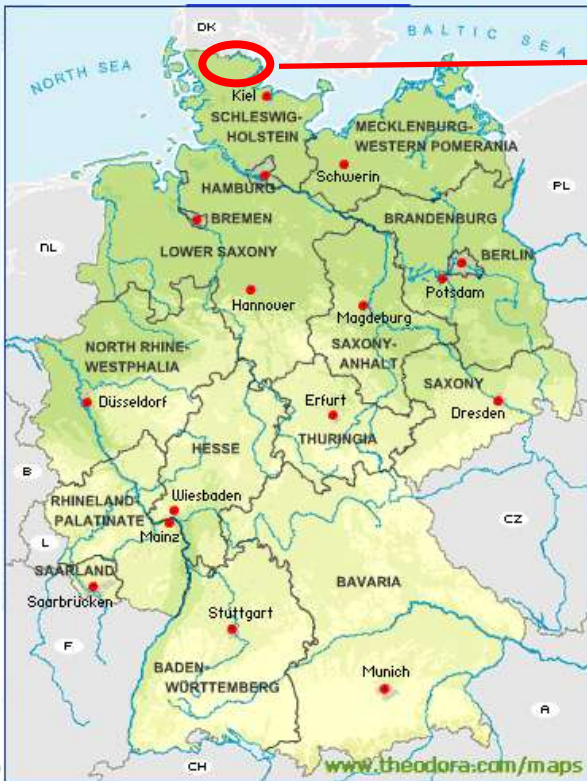 DK
BALTIC SEA
NORTH SEA
Kiel
SCHLESWIG-
HOLSTEIN
MECKLENBURG-
WESTERN POMERANIA
Schwerin
HAMBURG
PL
BREMEN
BRANDENBURG
NL
LOWER SAXONY
BERLIN
Potsdam
Hannover
Magdeburg
NORTH RHINE-
WESTPHALIA
SAXONY-
ANHALT
SAXONY
Düsseldorf
Erfurt
Dresden
THURINGIA
HESSE
B
RHINELAND-
PALATINATE
Wiesbaden
Mainz
CZ
L
SAARLAND
Saarbrücken
BAVARIA
Stuttgart
F
BADEN-
WÜRTTEMBERG
Munich
A
CH
www.theodora.com/maps